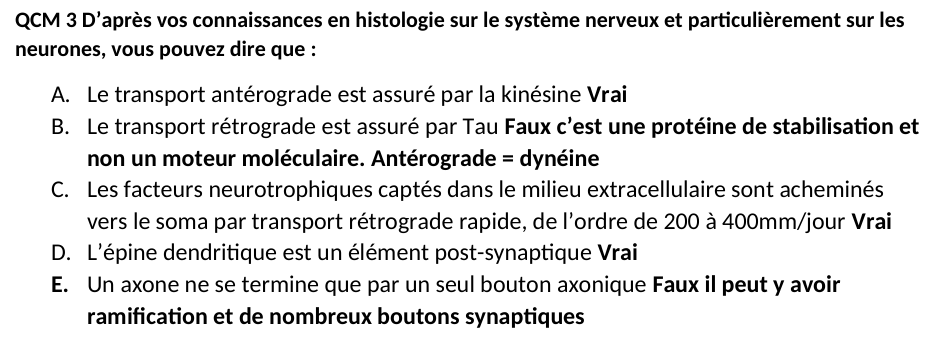 QCM 3 D’après vos connaissances en histologie sur le système nerveux et particulièrement sur les
neurones, vous pouvez dire que :
A. Le transport antérograde est assuré par la kinésine Vrai
B. Le transport rétrograde est assuré par Tau Faux c’est une protéine de stabilisation et
non un moteur moléculaire. Antérograde = dynéine
C. Les facteurs neurotrophiques captés dans le milieu extracellulaire sont acheminés
vers le soma par transport rétrograde rapide, de l’ordre de 200 à 400mm/jour Vrai
D. L’épine dendritique est un élément post-synaptique Vrai
E. Un axone ne se termine que par un seul bouton axonique Faux il peut y avoir
ramification et de nombreux boutons synaptiques